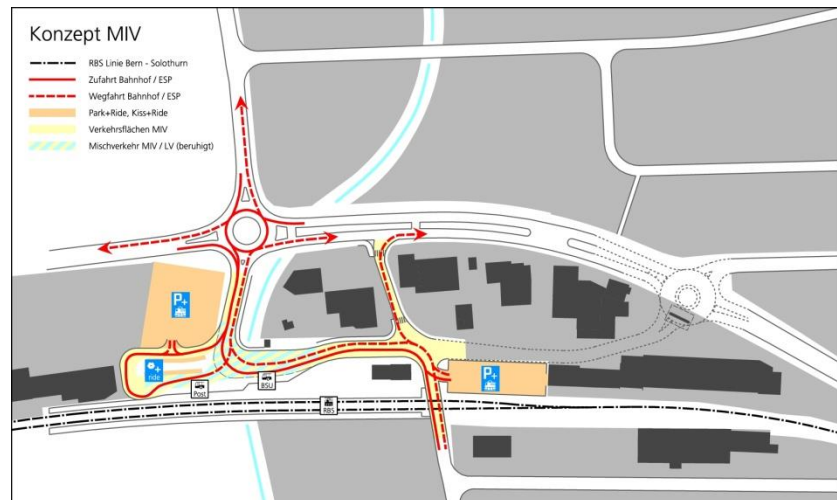 Konzept MIV
RBS Linie Bern - Solothurn
Zufahrt Bahnhof / ESP
Wegfahrt Bahnhof / ESP
Park+Ride, Kiss+Ride
Verkehrsflächen MIV
Mischverkehr MIV / LV (beruhigt)
P+
+
ride
P+
Post
BSU
RBS